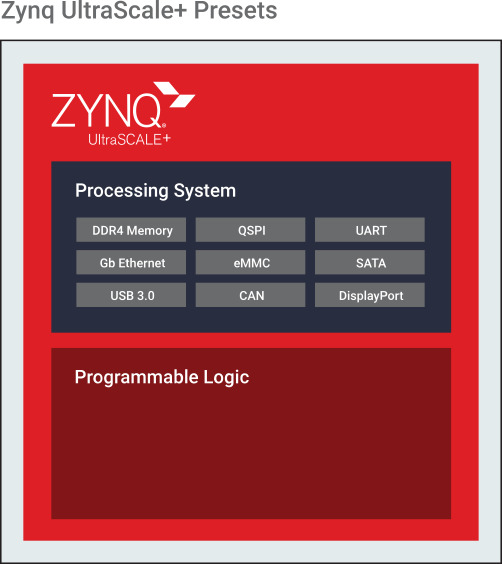 Zynq UltraScale+ Presets
ZYNQ®
UltraSCALE+
Processing System
DDR4 Memory QSPI UART
Gb Ethernet eMMC SATA
USB 3.0 CAN DisplayPort
Programmable Logic